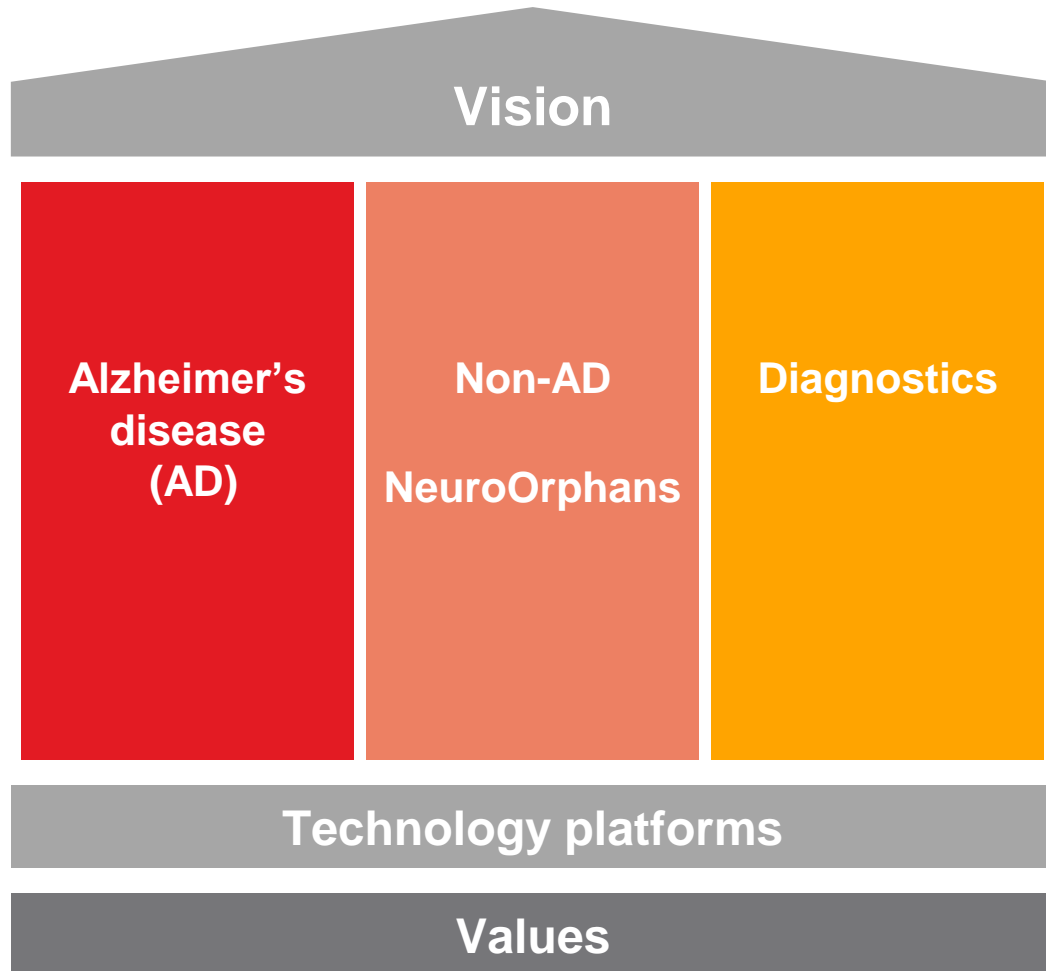 Vision
Alzheimer’s
disease
(AD)
Non-AD
NeuroOrphans
Diagnostics
Technology platforms
Values